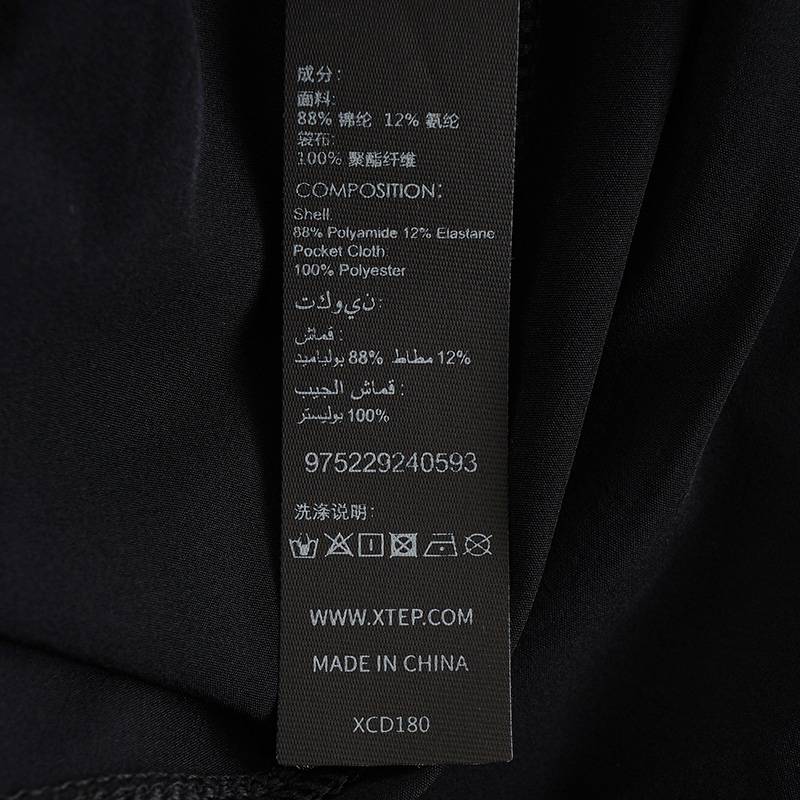 成分：
面料:
88% 锦纶 12% 氨纶
袋布:
100% 聚酯纤维
COMPOSITION:
Shell
88% Polyamide 12% Elastane
Pocket Cloth
100% Polyester
تكوين:
قماش :
12% مطاط 88% بولياميد
قماش الجيب :
100% بوليستر
975229240593
洗涤说明:
WWW.XTEP.COM
MADE IN CHINA
XCD180